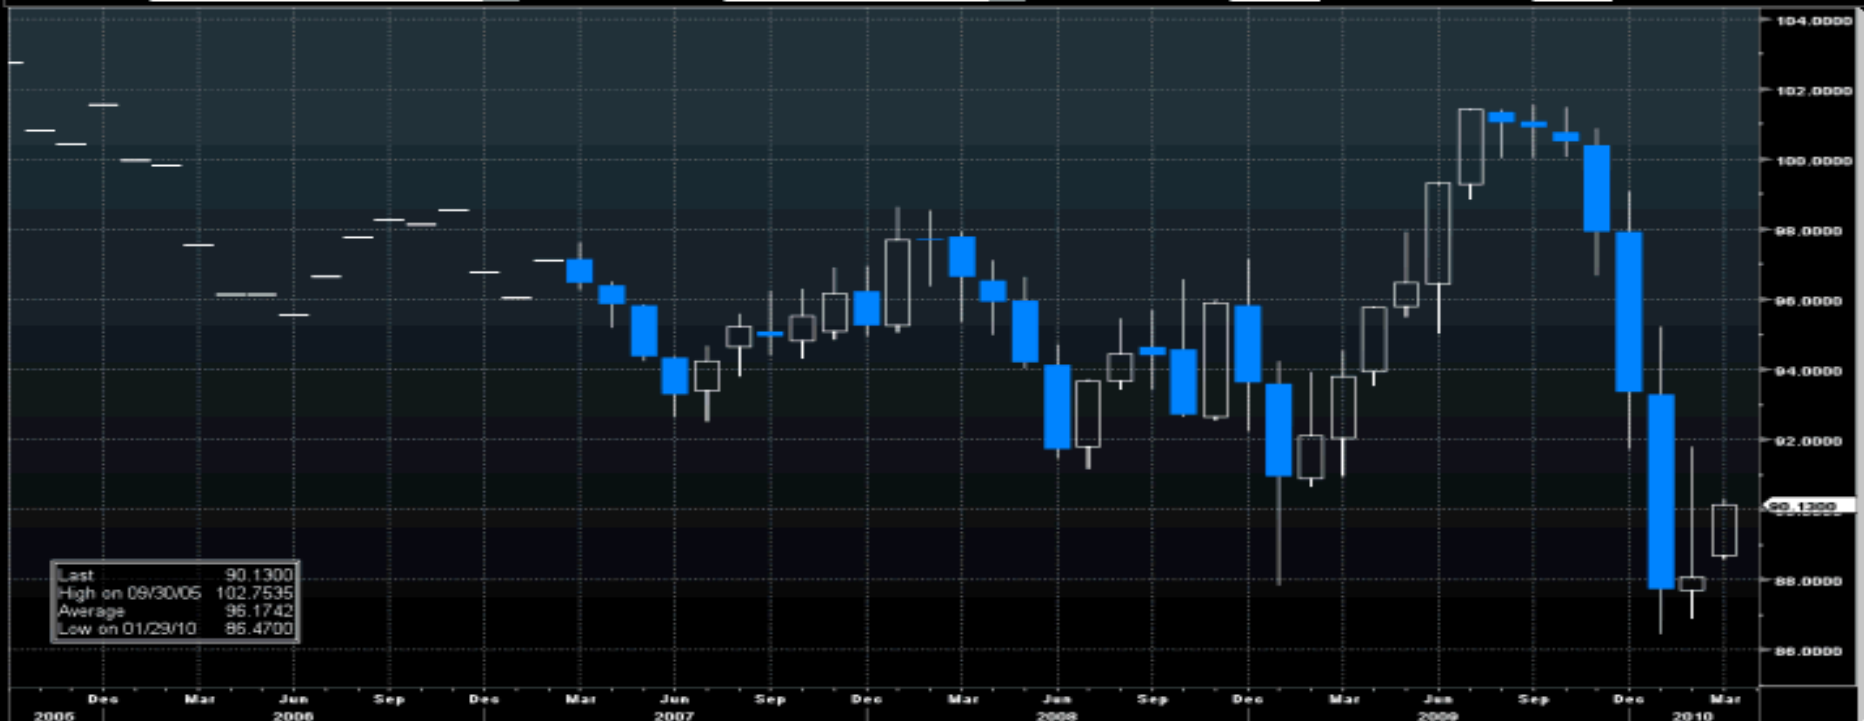 104.0000
102.0000
100.0000
98.0000
96.0000
94.0000
92.0000
90.1300
88.0000
86.0000
Last 90.1300
High on 09/30/05 102.7535
Average 96.1742
Low on 01/29/10 86.4700
Dec Mar Jun Sep Dec Mar Jun Sep Dec Mar Jun Sep Dec Mar Jun Sep Dec Mar
2005 2006 2007 2008 2009 2010